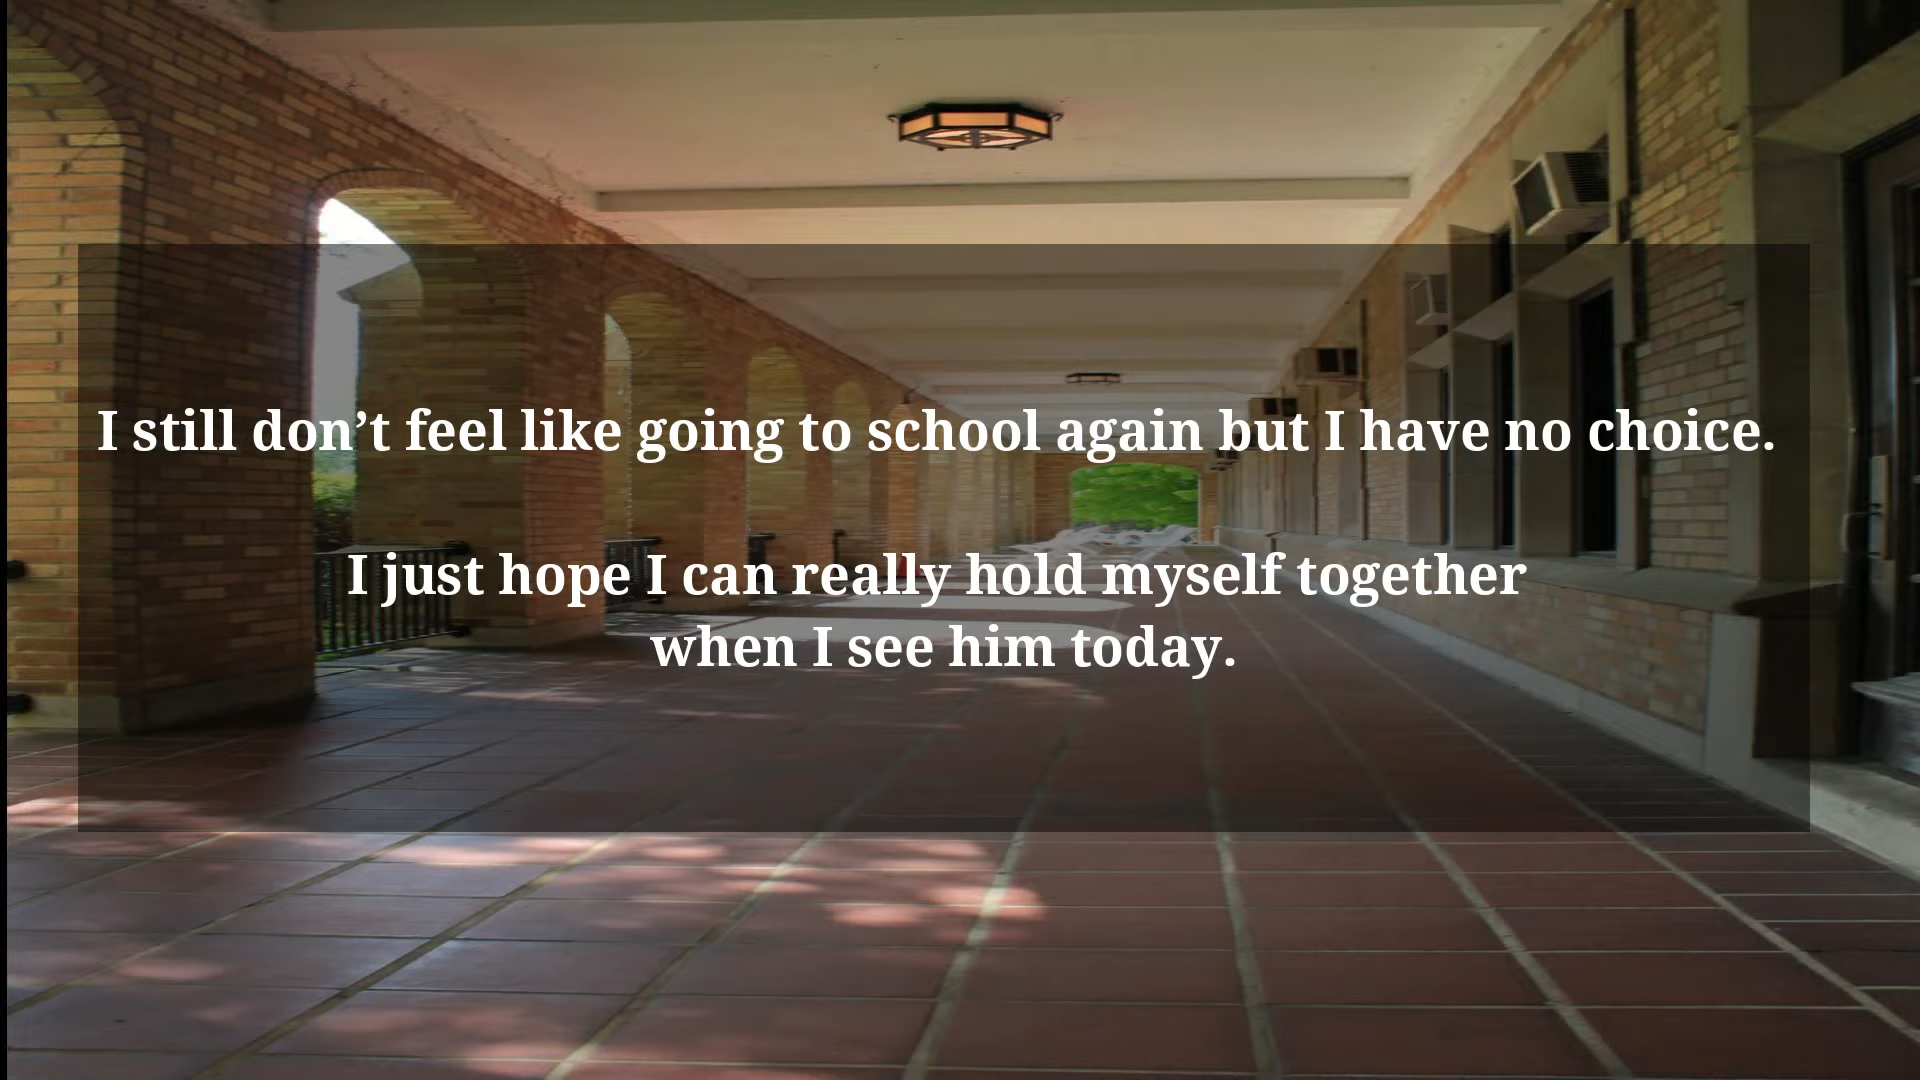 I still don’t feel like going to school again but I have no choice.
I just hope I can really hold myself together
when I see him today.